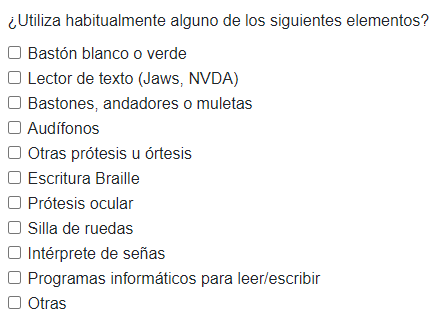 ¿Utiliza habitualmente alguno de los siguientes elementos?
Bastón blanco o verde
Lector de texto (Jaws, NVDA)
Bastones, andadores o muletas
Audífonos
Otras prótesis u órtesis
Escritura Braille
Prótesis ocular
Silla de ruedas
Intérprete de señas
Programas informáticos para leer/escribir
Otras